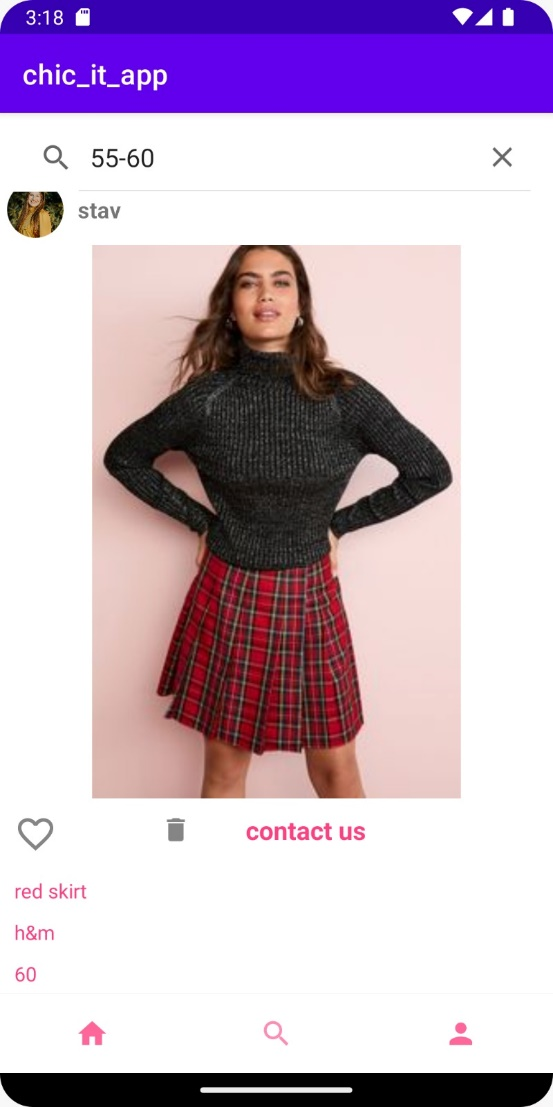 3:18
chic_it_app
55-60
stav
contact us
red skirt
h&m
60